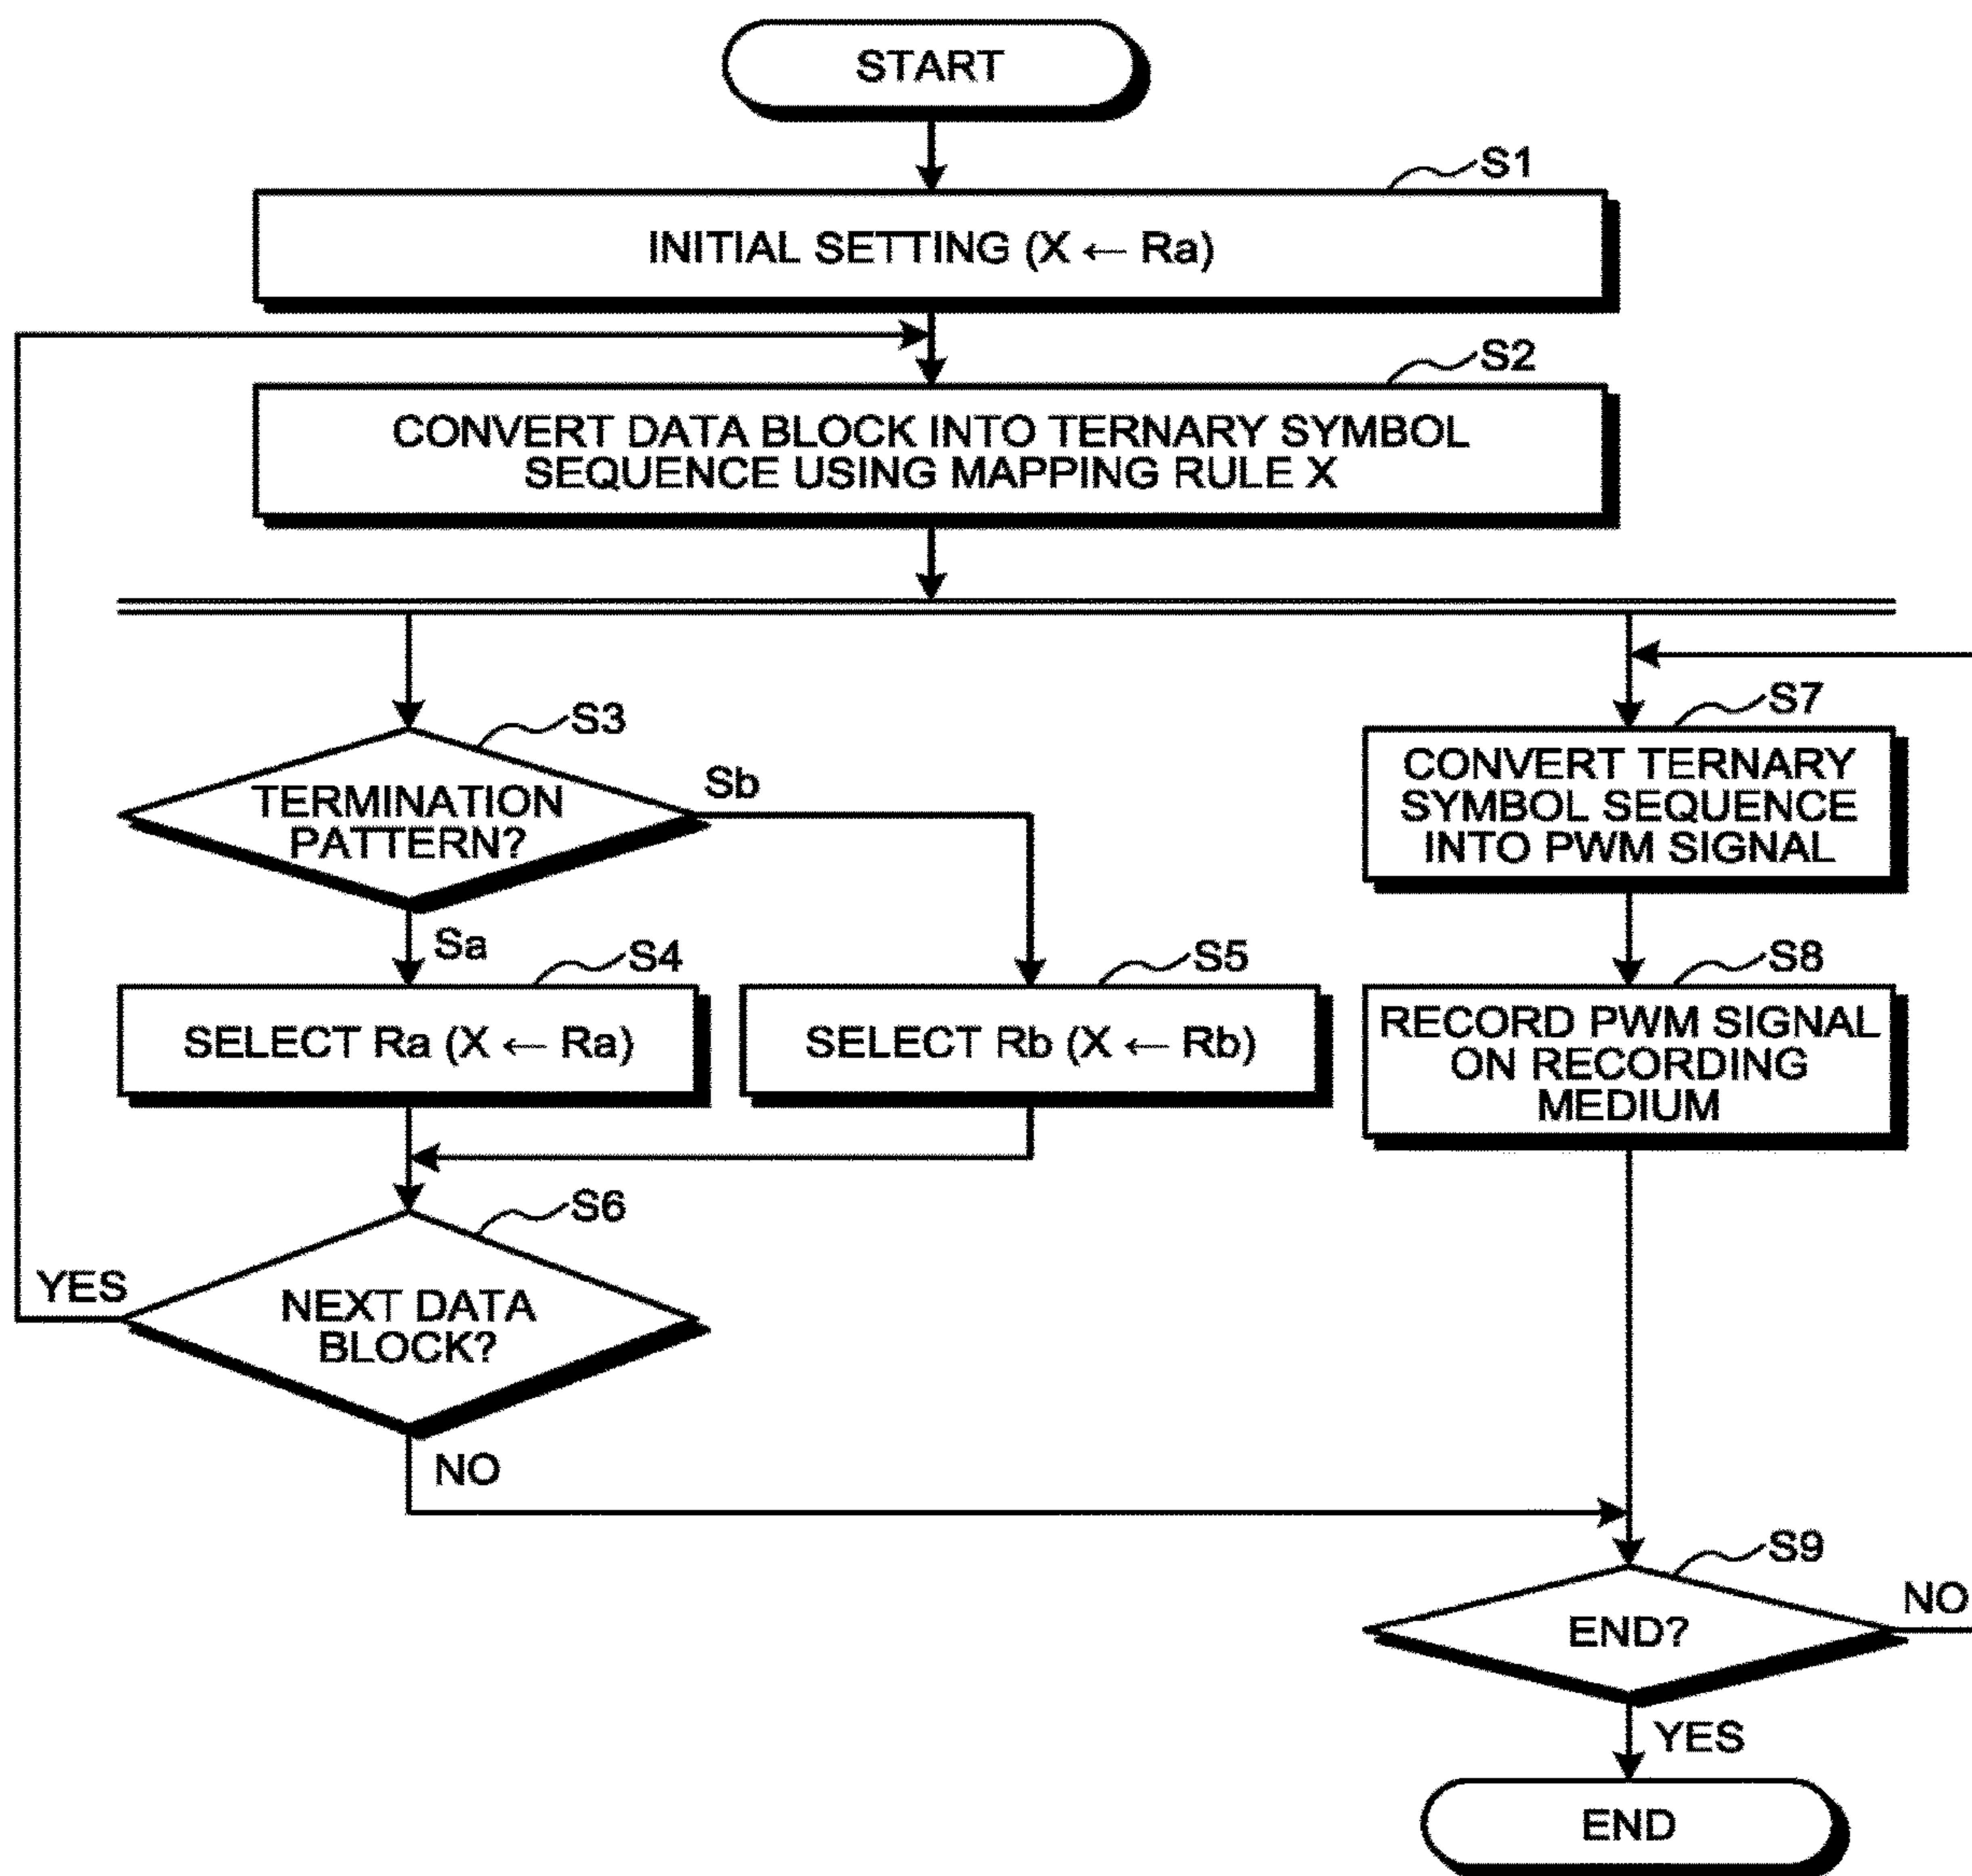 START
S1
INITIAL SETTING (X ← Ra)
S2
CONVERT DATA BLOCK INTO TERNARY SYMBOL
SEQUENCE USING MAPPING RULE X
S3
TERMINATION
PATTERN?
Sb
Sa
S4
SELECT Ra (X ← Ra)
S5
SELECT Rb (X ← Rb)
S6
NEXT DATA
BLOCK?
YES
NO
S7
CONVERT TERNARY
SYMBOL SEQUENCE
INTO PWM SIGNAL
S8
RECORD PWM SIGNAL
ON RECORDING
MEDIUM
S9
END?
NO
YES
END